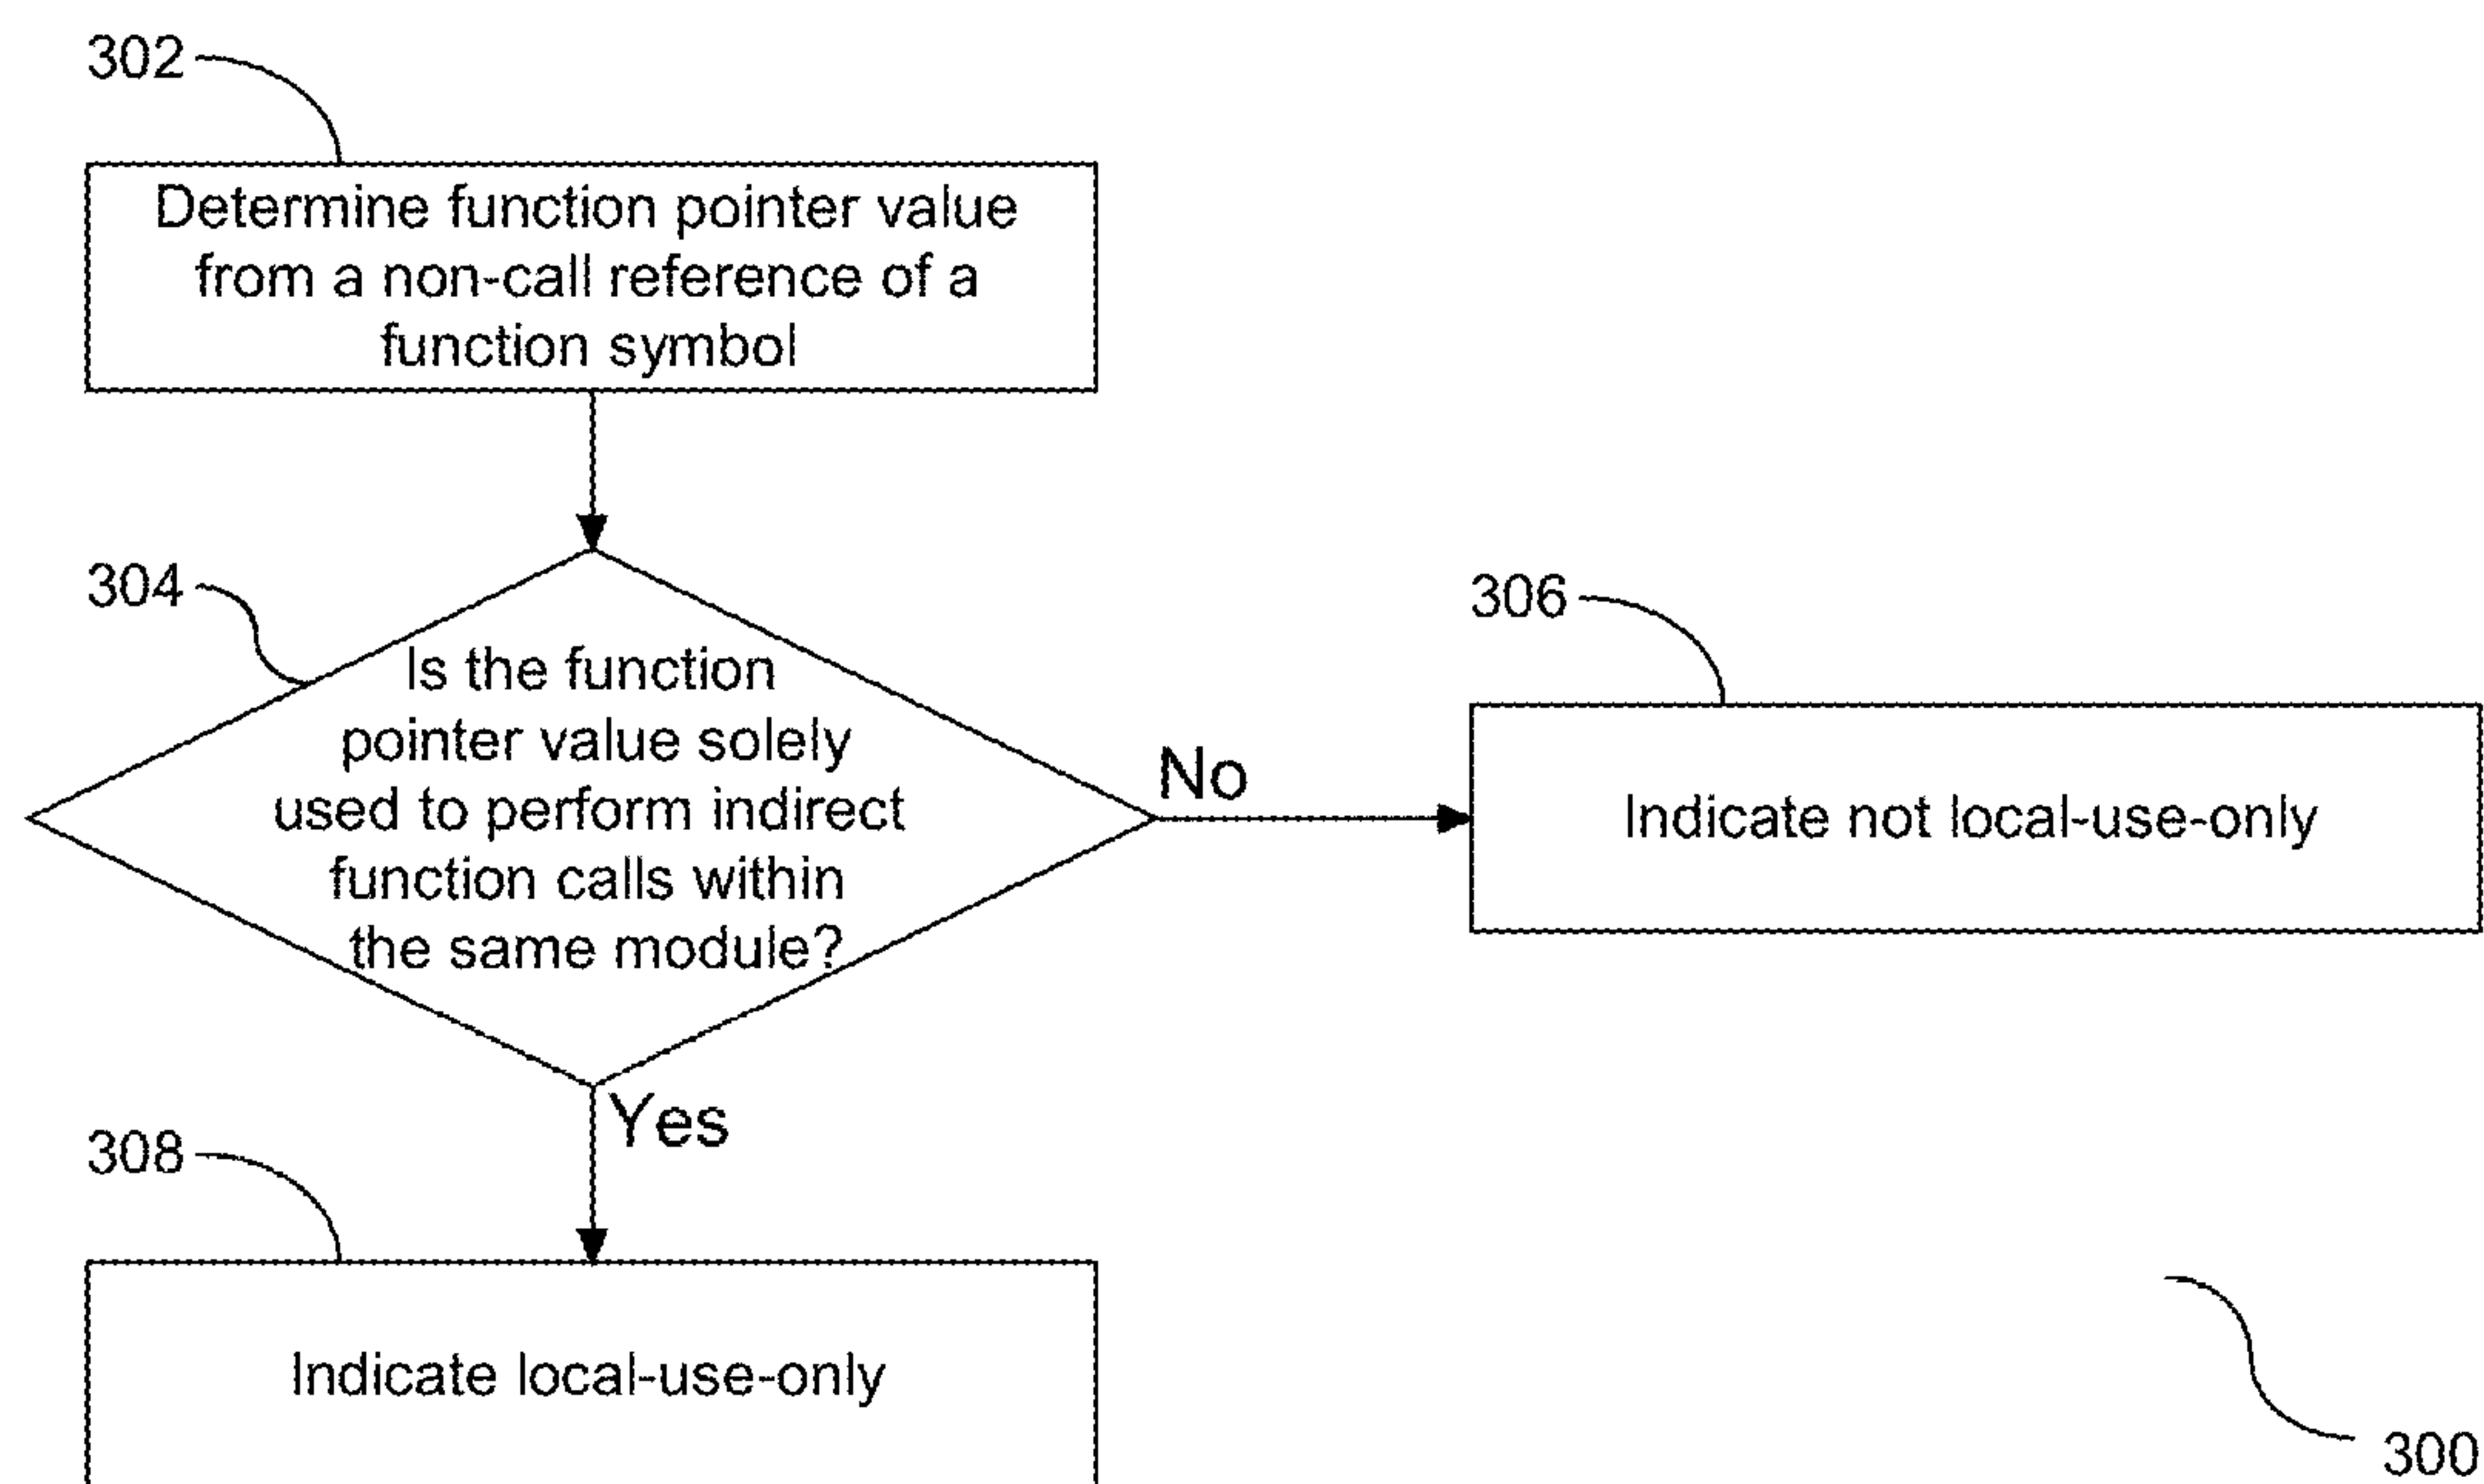 302
Determine function pointer value
from a non-call reference of a
function symbol
304
Is the function
pointer value solely
used to perform indirect
function calls within
the same module?
No
306
Indicate not local-use-only
Yes
308
Indicate local-use-only
300